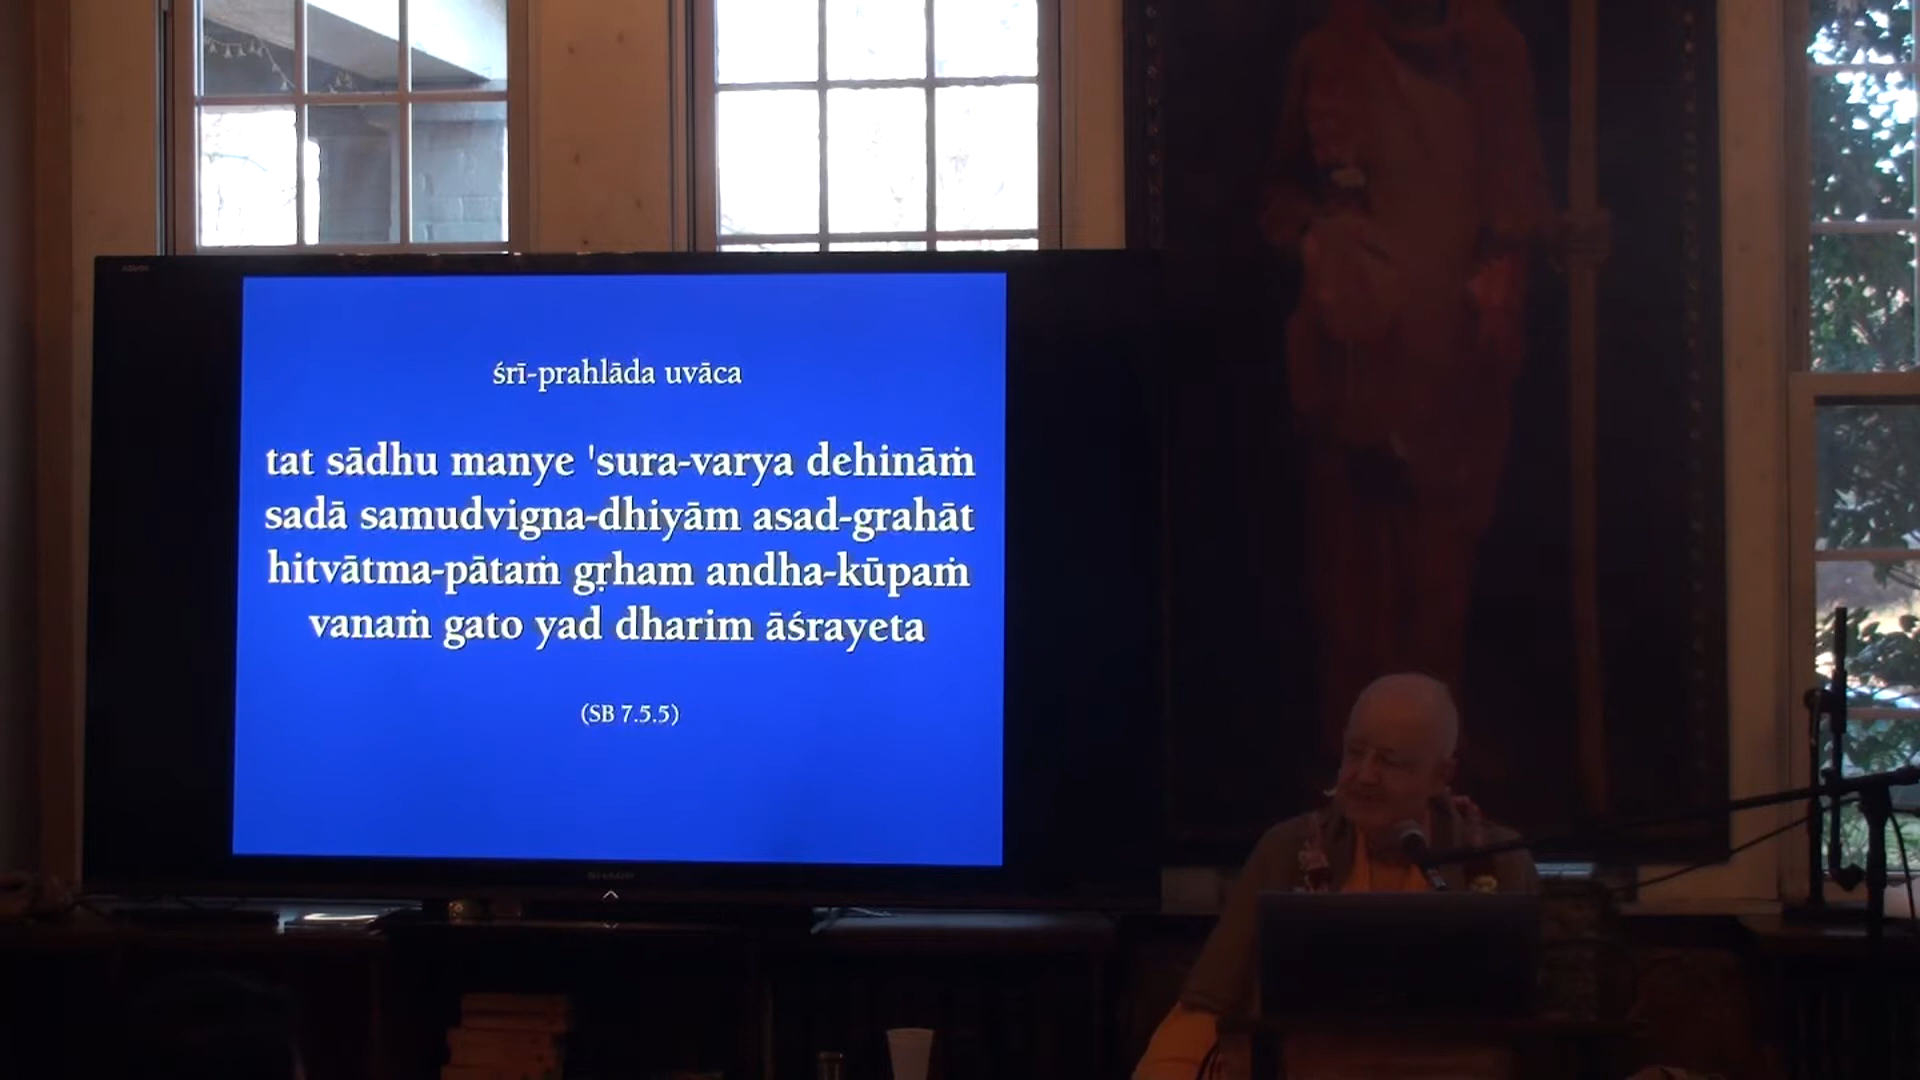 śrī-prahlāda uvāca
tat sādhu manye 'sura-varya dehināṁ
sadā samudvigna-dhiyām asad-grahāt
hitvātma-pātaṁ gṛham andha-kūpaṁ
vanaṁ gato yad dharim āśrayeta
(SB 7.5.5)
SHARP